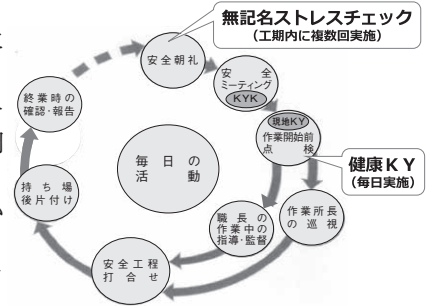 無記名ストレスチェック
(工期内に複数回実施)
安全朝礼
安全
ミーティング
KYK
現地KY
作業開始前
点検
健康KY
(毎日実施)
作業所長
の巡視
職長の
作業中の
指導・監督
安全工程
打合せ
持ち場
後片付け
終業時の
確認・報告
毎日の
活動